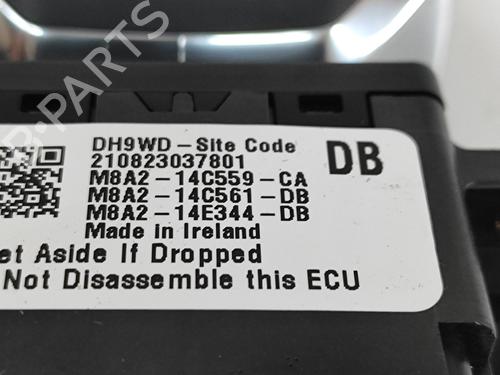 DH9WD-Site Code
DB
210823037801
M8A2-14C559-CA
M8A2-14C561-DB
M8A2-14E344-DB
Made in Ireland
Aside If Dropped
Not Disassemble this ECU
B-PARTS